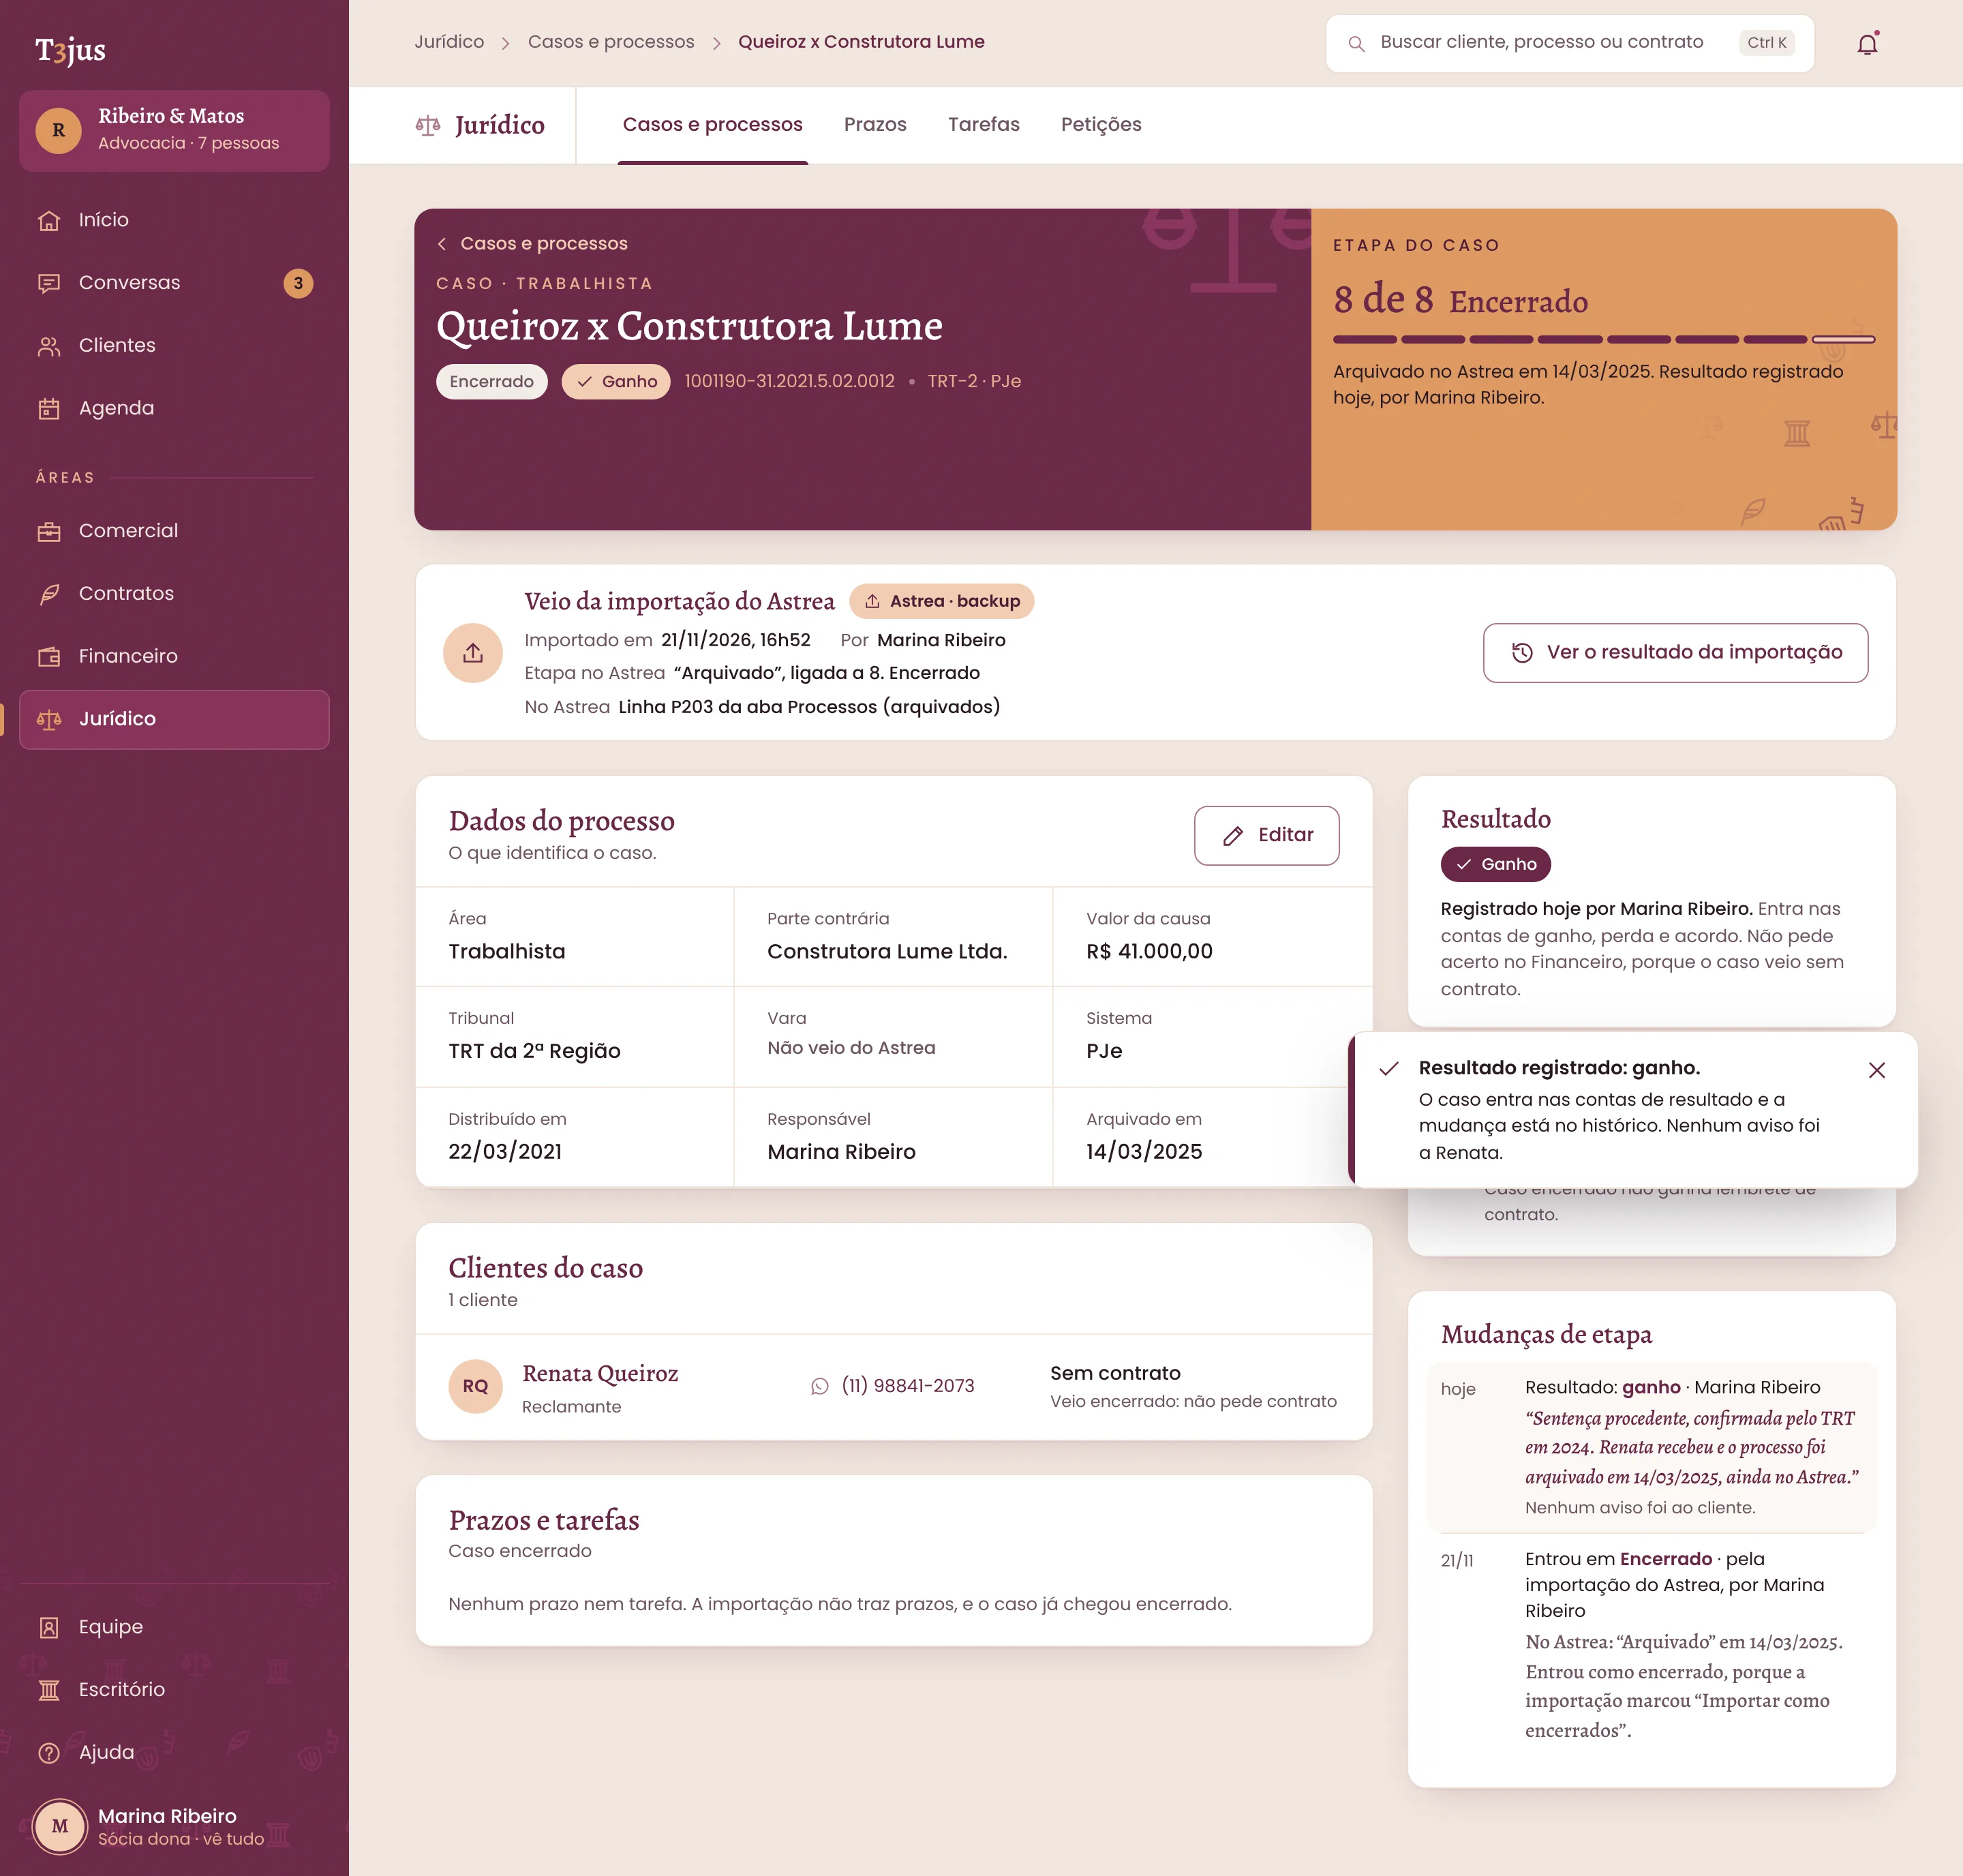 T3jus
R
Ribeiro & Matos
Advocacia · 7 pessoas
Início
Conversas
3
Clientes
Agenda
ÁREAS
Comercial
Contratos
Financeiro
Jurídico
Equipe
Escritório
Ajuda
M
Marina Ribeiro
Sócia dona · vê tudo
Jurídico
Casos e processos
Queiroz x Construtora Lume
Buscar cliente, processo ou contrato
Ctrl K
Jurídico
Casos e processos
Prazos
Tarefas
Petições
Casos e processos
CASO · TRABALHISTA
Queiroz x Construtora Lume
Encerrado
Ganho
1001190-31.2021.5.02.0012 • TRT-2 · PJe
ETAPA DO CASO
8 de 8 Encerrado
Arquivado no Astrea em 14/03/2025. Resultado registrado
hoje, por Marina Ribeiro.
Veio da importação do Astrea
Astrea · backup
Importado em 21/11/2026, 16h52 Por Marina Ribeiro
Etapa no Astrea “Arquivado”, ligada a 8. Encerrado
No Astrea Linha P203 da aba Processos (arquivados)
Ver o resultado da importação
Dados do processo
O que identifica o caso.
Editar
Área
Trabalhista
Parte contrária
Construtora Lume Ltda.
Valor da causa
R$ 41.000,00
Tribunal
TRT da 2ª Região
Vara
Não veio do Astrea
Sistema
PJe
Distribuído em
22/03/2021
Responsável
Marina Ribeiro
Arquivado em
14/03/2025
Clientes do caso
1 cliente
RQ
Renata Queiroz
Reclamante
(11) 98841-2073
Sem contrato
Veio encerrado: não pede contrato
Prazos e tarefas
Caso encerrado
Nenhum prazo nem tarefa. A importação não traz prazos, e o caso já chegou encerrado.
Resultado
Ganho
Registrado hoje por Marina Ribeiro. Entra nas
contas de ganho, perda e acordo. Não pede
acerto no Financeiro, porque o caso veio sem
contrato.
Resultado registrado: ganho.
O caso entra nas contas de resultado e a
mudança está no histórico. Nenhum aviso foi
a Renata.
Caso encerrado não ganha lembrete de
contrato.
Mudanças de etapa
hoje
Resultado: ganho · Marina Ribeiro
“Sentença procedente, confirmada pelo TRT
em 2024. Renata recebeu e o processo foi
arquivado em 14/03/2025, ainda no Astrea.”
Nenhum aviso foi ao cliente.
21/11
Entrou em Encerrado · pela
importação do Astrea, por Marina
Ribeiro
No Astrea: “Arquivado” em 14/03/2025.
Entrou como encerrado, porque a
importação marcou “Importar como
encerrados”.